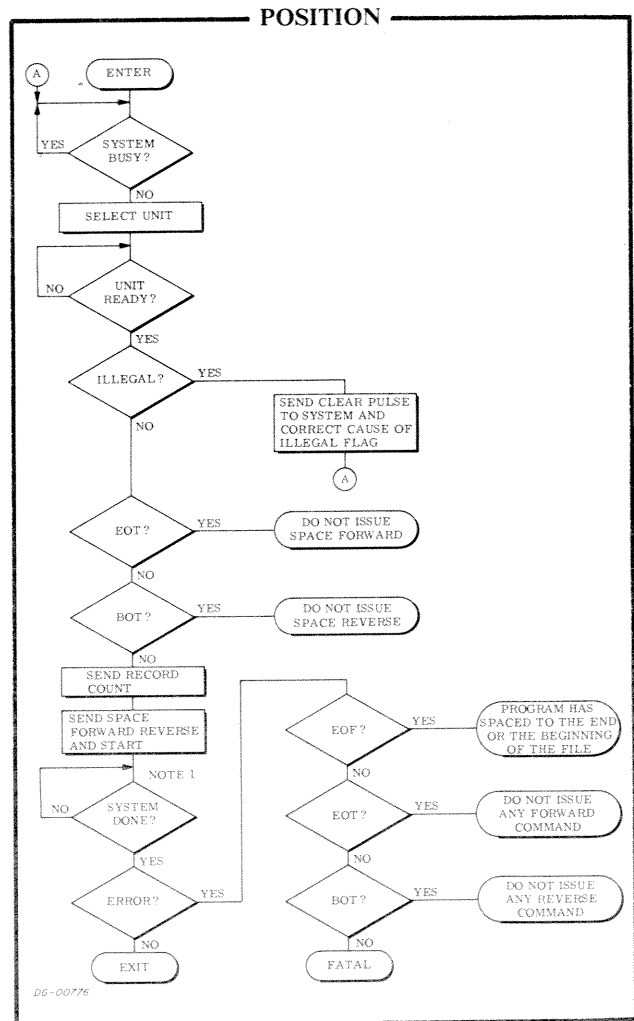 POSITION
A
ENTER
YES
SYSTEM
BUSY?
NO
SELECT UNIT
NO
UNIT
READY?
YES
ILLEGAL?
YES
NO
SEND CLEAR PULSE
TO SYSTEM AND
CORRECT CAUSE OF
ILLEGAL FLAG
A
EOT?
YES
DO NOT ISSUE
SPACE FORWARD
NO
BOT?
YES
DO NOT ISSUE
SPACE REVERSE
NO
SEND RECORD
COUNT
SEND SPACE
FORWARD REVERSE
AND START
NOTE 1
NO
SYSTEM
DONE?
YES
ERROR?
YES
NO
EXIT
EOF?
YES
PROGRAM HAS
SPACED TO THE END
OR THE BEGINNING
OF THE FILE
NO
EOT?
YES
DO NOT ISSUE
ANY FORWARD
COMMAND
NO
BOT?
YES
DO NOT ISSUE
ANY REVERSE
COMMAND
NO
FATAL
DG-00776